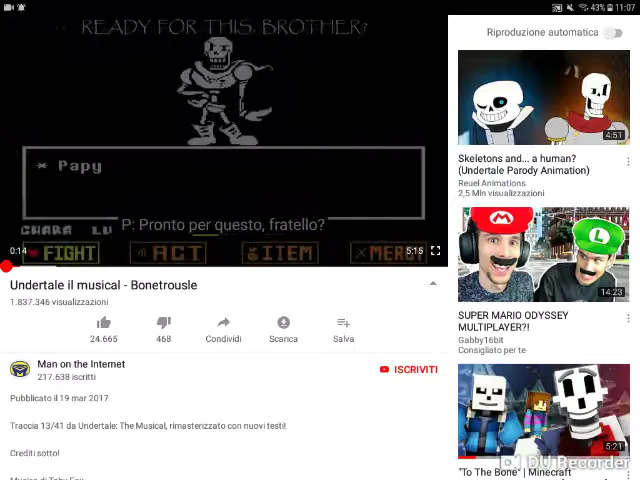 43% 11:07
READY FOR THIS, BROTHER?
* Papy
CHARA LV
P: Pronto per questo, fratello?
0:14
5:15
FIGHT
ACT
ITEM
MERCY
Undertale il musical - Bonetrousle
1.837.346 visualizzazioni
24.665
468
Condividi
Scarica
Salva
Man on the Internet
217.638 iscritti
ISCRIVITI
Pubblicato il 19 mar 2017
Traccia 13/41 da Undertale: The Musical, rimasterizzato con nuovi testi!
Crediti sotto!
Musica di Toby Fox
Riproduzione automatica
4:51
Skeletons and... a human?
(Undertale Parody Animation)
Reuel Animations
2,5 Mln visualizzazioni
M
L
14:23
SUPER MARIO ODYSSEY
MULTIPLAYER?!
Gabby16bit
Consigliato per te
5:21
DU Recorder
"To The Bone" | Minecraft